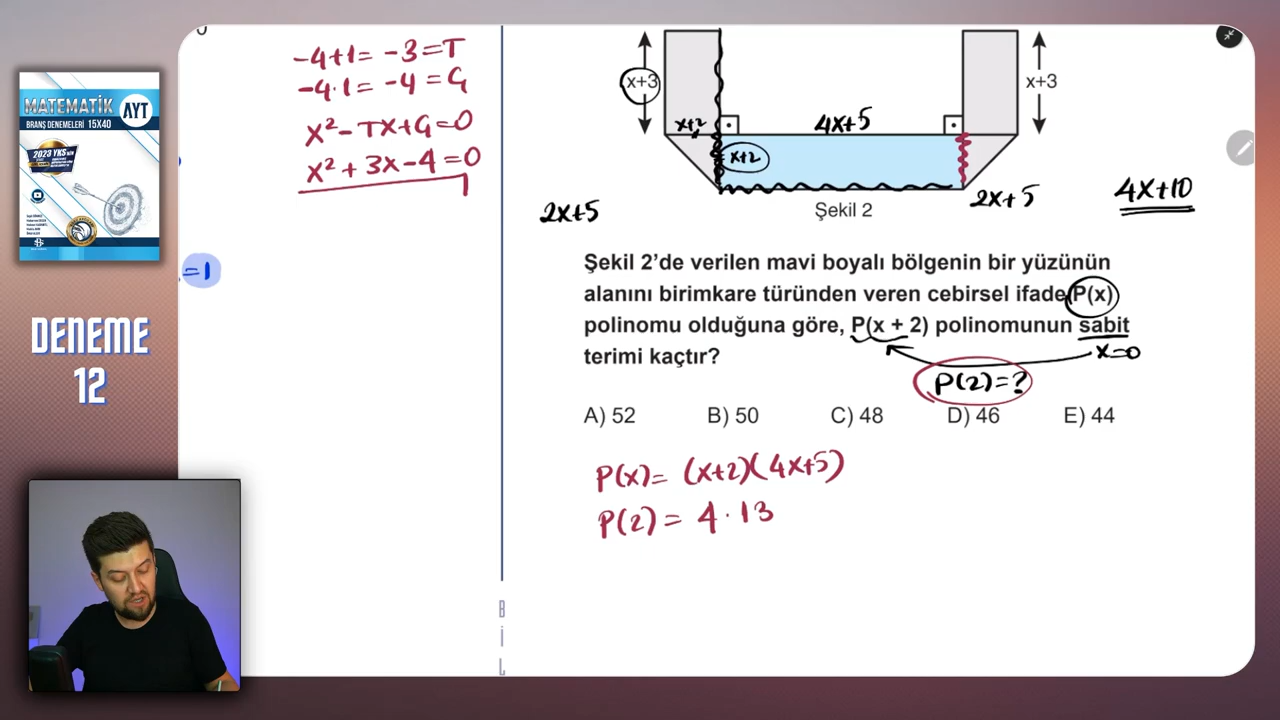 MATEMATİK AYT
BRANŞ DENEMELERİ 15X40
2023 YKS'NİN
DENEME
12
-4+1= -3=T
-4.1= -4=Ç
x²-Tx+Ç=0
x²+3x-4=0
=1
x+3
x+3
x+2
4x+5
x+2
2x+5
2x+5
4x+10
Şekil 2
Şekil 2'de verilen mavi boyalı bölgenin bir yüzünün
alanını birimkare türünden veren cebirsel ifade P(x)
polinomu olduğuna göre, P(x + 2) polinomunun sabit
terimi kaçtır?
x=0
P(2)=?
A) 52 B) 50 C) 48 D) 46 E) 44
P(x)= (x+2)(4x+5)
P(2)= 4.13
B
İ
L